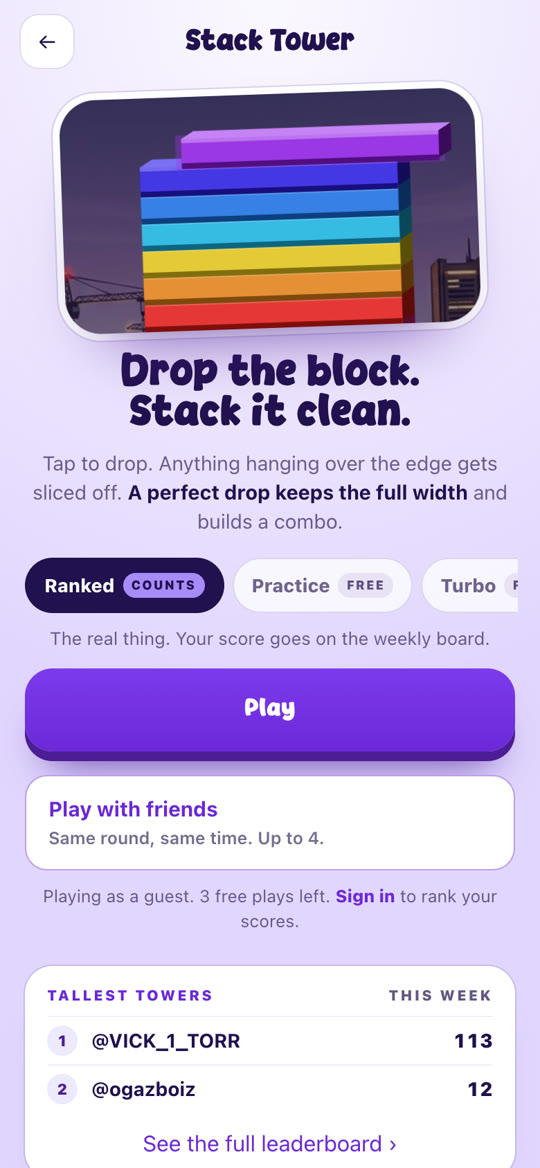 ←
Stack Tower
Drop the block.
Stack it clean.
Tap to drop. Anything hanging over the edge gets
sliced off. A perfect drop keeps the full width and
builds a combo.
Ranked COUNTS Practice FREE Turbo
The real thing. Your score goes on the weekly board.
Play
Play with friends
Same round, same time. Up to 4.
Playing as a guest. 3 free plays left. Sign in to rank your
scores.
TALLEST TOWERS THIS WEEK
1 @VICK_1_TORR 113
2 @ogazboiz 12
See the full leaderboard ›